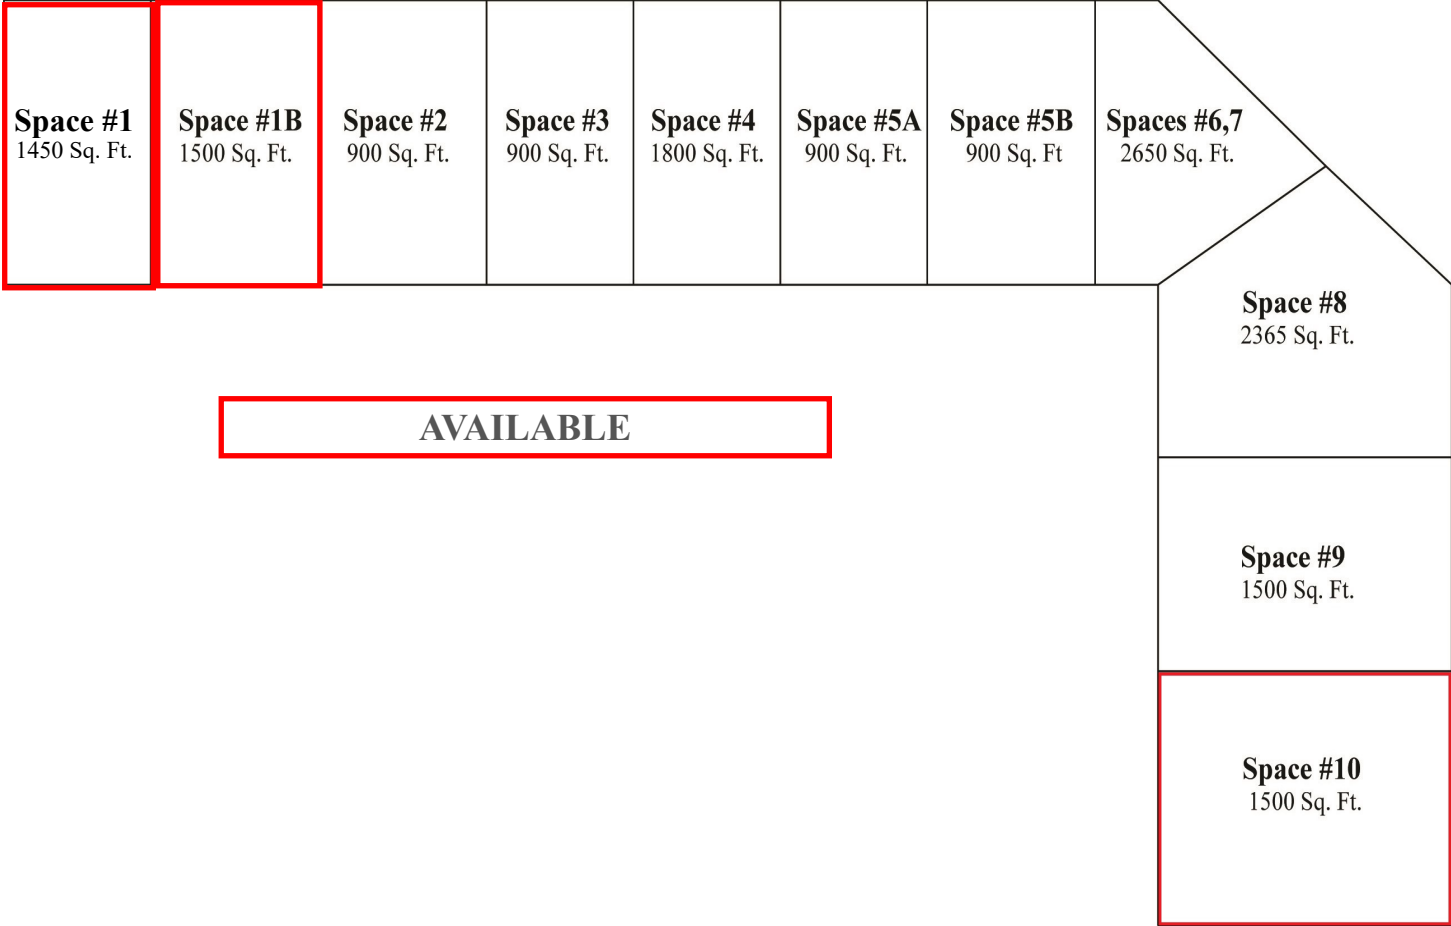 Space #1
1450 Sq. Ft.
Space #1B
1500 Sq. Ft.
Space #2
900 Sq. Ft.
Space #3
900 Sq. Ft.
Space #4
1800 Sq. Ft.
Space #5A
900 Sq. Ft.
Space #5B
900 Sq. Ft
Spaces #6,7
2650 Sq. Ft.
Space #8
2365 Sq. Ft.
AVAILABLE
Space #9
1500 Sq. Ft.
Space #10
1500 Sq. Ft.